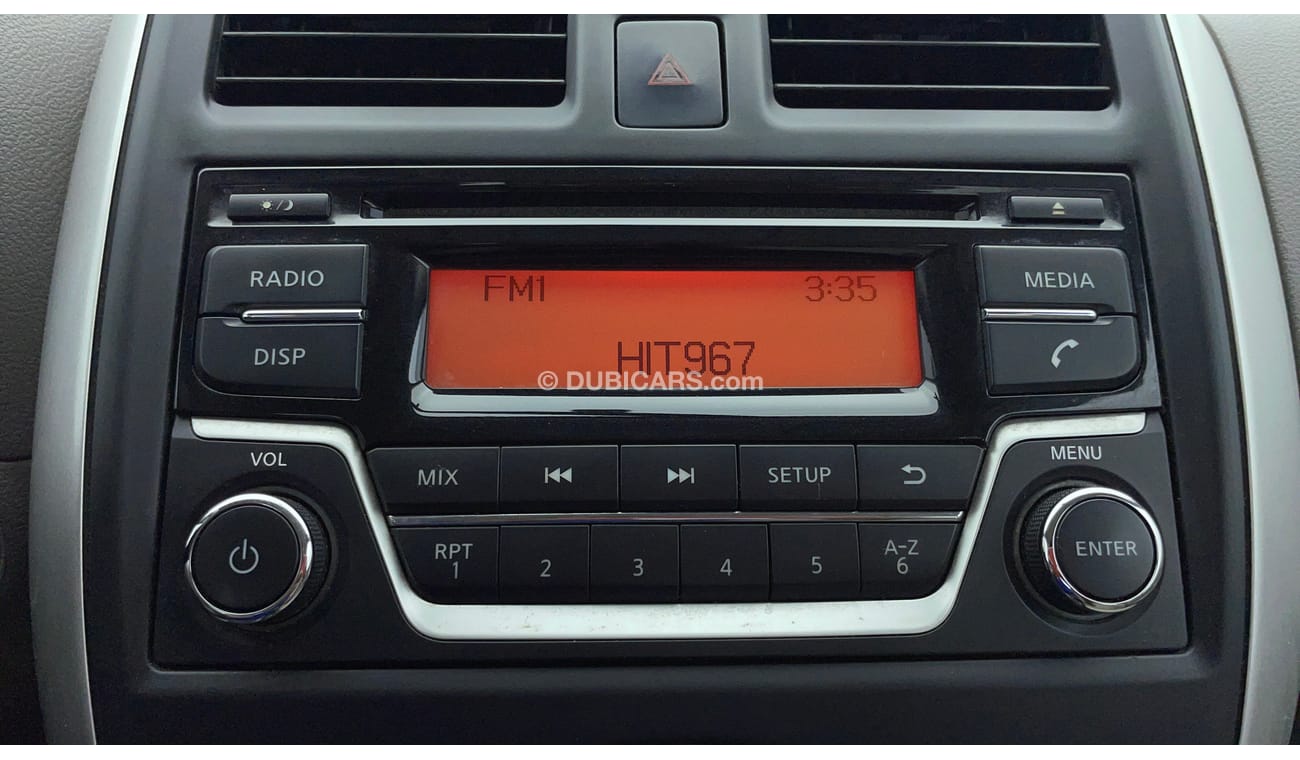 RADIO
FM1 3:35
MEDIA
DISP
HIT967
© DUBICARS.com
VOL
MENU
MIX
SETUP
RPT
1
2
3
4
5
A-Z
6
ENTER